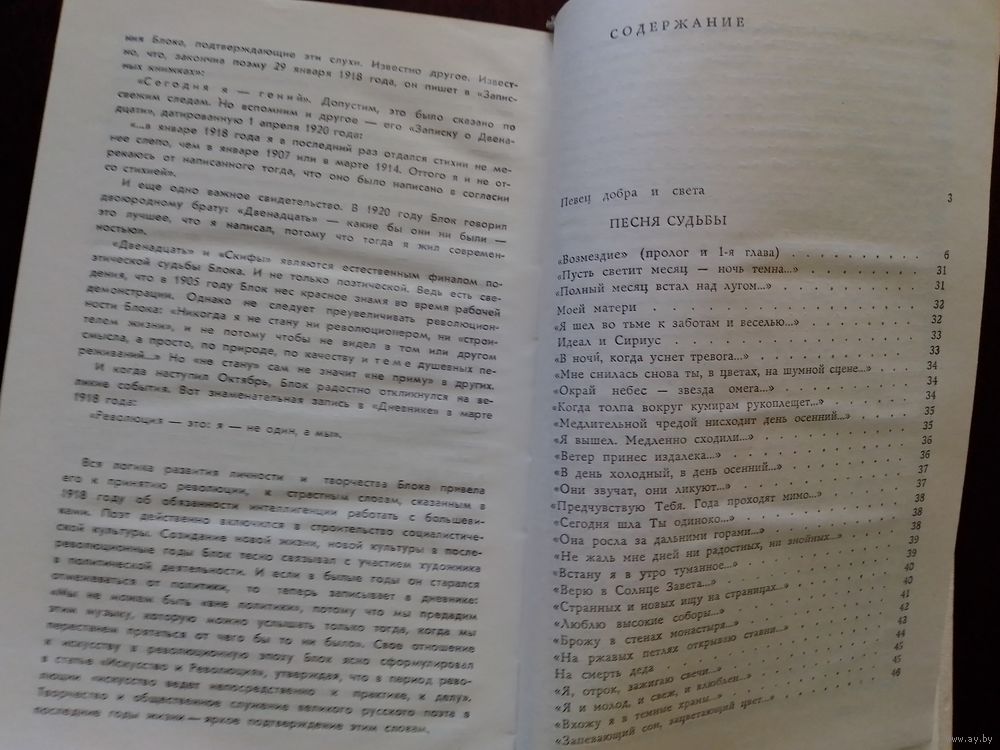 ния Блока, подтверждающие эти слухи. Известно другое. Извест-
но, что, закончив поэму 29 января 1918 года, он пишет в «Запис-
ных книжках»:
«Сегодня я — гений». Допустим, это было сказано по
свежим следам. Но вспомним и другое — его «Записку о Двена-
дцати», датированную 1 апреля 1920 года:
«...в январе 1918 года я в последний раз отдался стихии не ме-
нее слепо, чем в январе 1907 или в марте 1914. Оттого я и не от-
рекаюсь от написанного тогда, что оно было написано в согласии
со стихией».
И еще одно важное свидетельство. В 1920 году Блок говорил
двоюродному брату: «Двенадцать» — какие бы они ни были —
это лучшее, что я написал, потому что тогда я жил современ-
ностью».
«Двенадцать» и «Скифы» являются естественным финалом по-
этической судьбы Блока. И не только поэтической. Ведь есть све-
дения, что в 1905 году Блок нес красное знамя во время рабочей
демонстрации. Однако не следует преувеличивать революцион-
ности Блока: «Никогда я не стану ни революционером, ни «строи-
телем жизни», и не потому чтобы не видел в том или другом
смысла, а просто, по природе, по качеству и теме душевных пе-
реживаний...» Но «не стану» сам не значит «не приму» в других.
И когда наступил Октябрь, Блок радостно откликнулся на ве-
ликие события. Вот знаменательная запись в «Дневнике» в марте
1918 года:
«Революция — это: я — не один, а мы».
Вся логика развития личности и творчества Блока привела
его к принятию революции, к страстным словам, сказанным в
1918 году об обязанности интеллигенции работать с большеви-
ками. Поэт действенно включился в строительство социалистиче-
ской культуры. Созидание новой жизни, новой культуры в после-
революционные годы Блок тесно связывал с участием художника
в политической деятельности. И если в былые годы он старался
отмежеваться от политики, то теперь записывает в дневнике:
«Мы не можем быть «вне политики», потому что мы предадим
этим музыку, которую можно услышать только тогда, когда мы
перестанем прятаться от чего бы то ни было». Свое отношение
к искусству в революционную эпоху Блок ясно сформулировал
в статье «Искусство и Революция», утверждая, что в период рево-
люции «искусство ведет непосредственно к практике, к делу».
Творчество и общественное служение великого русского поэта в
последние годы жизни — яркое подтверждение этим словам.
СОДЕРЖАНИЕ
Певец добра и света 3
ПЕСНЯ СУДЬБЫ
«Возмездие» (пролог и 1-я глава) . . . . . . . . . . 6
«Пусть светит месяц — ночь темна...» . . . . . . . . 31
«Полный месяц встал над лугом...» . . . . . . . . 31
Моей матери . . . . . . . . . . 32
«Я шел во тьме к заботам и веселью...» . . . . . . . . 32
Идеал и Сириус . . . . . . . . . . 33
«В ночи, когда уснет тревога...» . . . . . . . . 33
«Мне снилась снова ты, в цветах, на шумной сцене...» . . . . 34
«Окрай небес — звезда омега...» . . . . . . . . 34
«Когда толпа вокруг кумирам рукоплещет...» . . . . . . 34
«Медлительной чредой нисходит день осенний...» . . . . 35
«Я вышел. Медленно сходили...» . . . . . . . . 35
«Ветер принес издалека...» . . . . . . . . 36
«В день холодный, в день осенний...» . . . . . . . . 36
«Они звучат, они ликуют...» . . . . . . . . 37
«Предчувствую Тебя. Года проходят мимо...» . . . . . . 37
«Сегодня шла Ты одиноко...» . . . . . . . . 38
«Она росла за дальними горами...» . . . . . . . . 38
«Не жаль мне дней ни радостных, ни знойных...» . . . . 39
«Встану я в утро туманное...» . . . . . . . . 39
«Верю в Солнце Завета...» . . . . . . . . 40
«Странных и новых ищу на страницах...» . . . . . . 40
«Люблю высокие соборы...» . . . . . . . . 41
«Брожу в стенах монастыря...» . . . . . . . . 42
«На ржавых петлях открываю ставни...» . . . . . . 43
На смерть деда . . . . . . . . 44
«Я, отрок, зажигаю свечи...» . . . . . . . . 45
«Я и молод, и свеж, и влюблен...» . . . . . . . . 45
«Вхожу я в темные храмы...» . . . . . . . . 46
«Запевающий сон, зацветающий цвет...» . . . . . .
www.ay.by